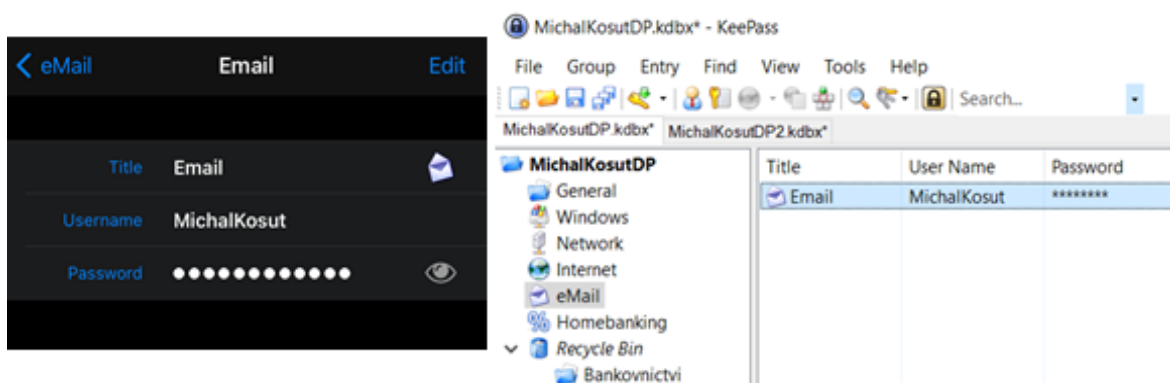 eMail Email Edit
Title Email
Username MichalKosut
Password ●●●●●●●●●●●●
MichalKosutDP.kdbx* - KeePass
File Group Entry Find View Tools Help
Search...
MichalKosutDP.kdbx* MichalKosutDP2.kdbx*
MichalKosutDP
General
Windows
Network
Internet
eMail
Homebanking
Recycle Bin
Bankovnictvi
Title User Name Password
Email MichalKosut ********